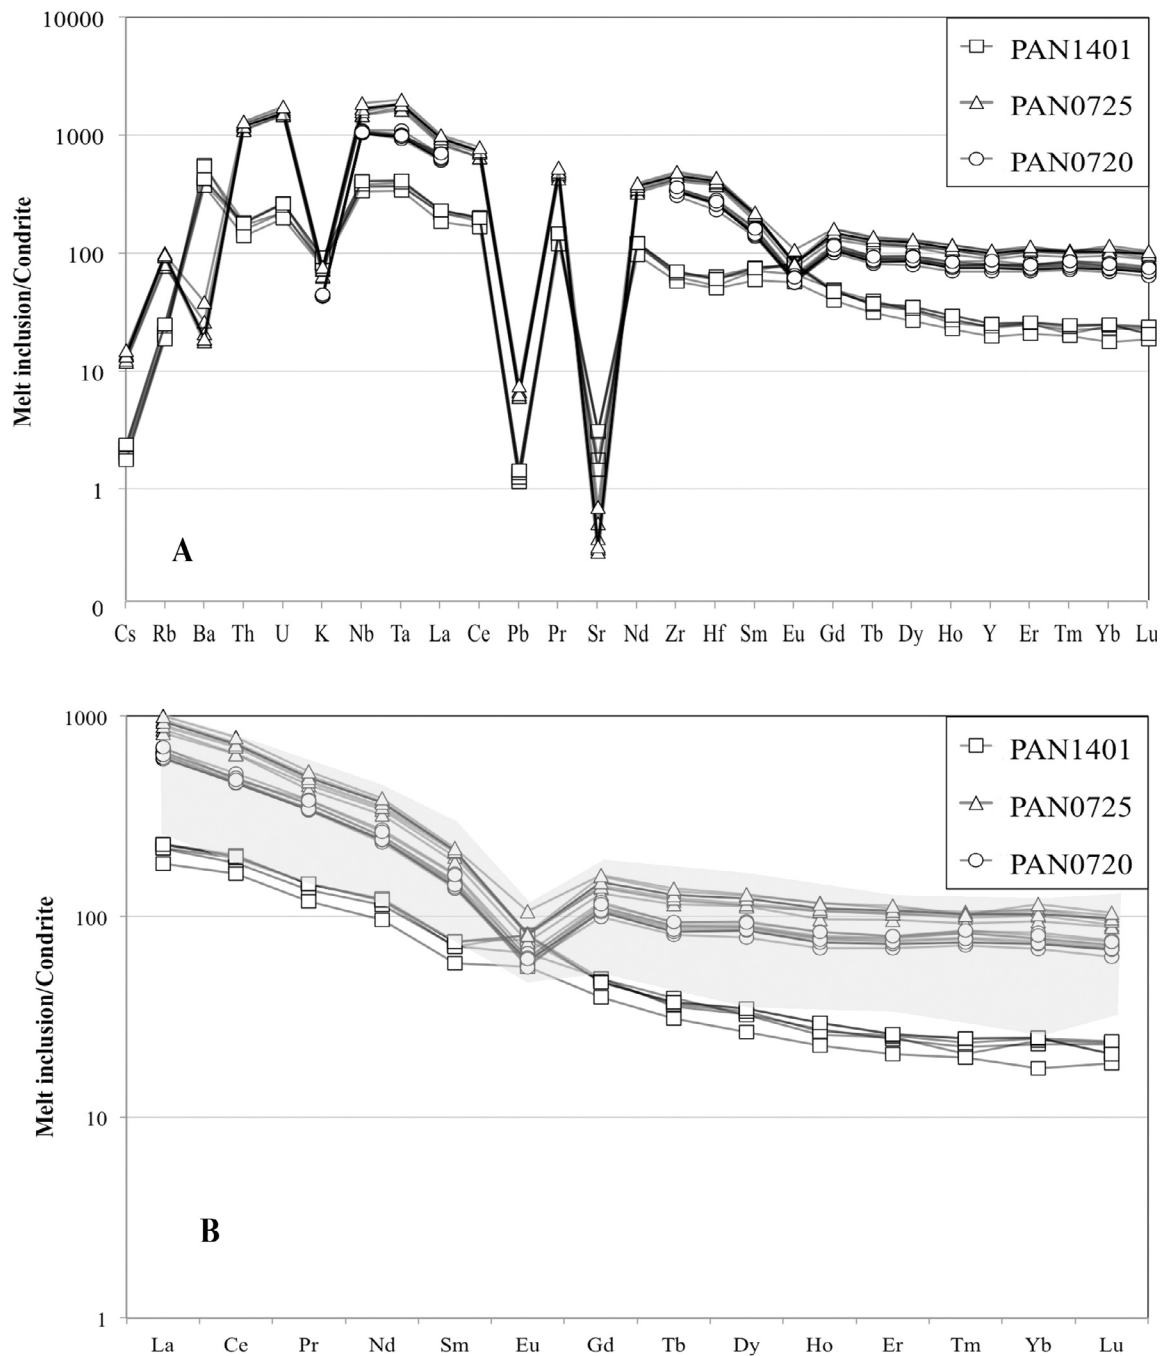 10000
1000
100
10
1
0
Melt inclusion/Condrite
PAN1401
PAN0725
PAN0720
A
Cs Rb Ba Th U K Nb Ta La Ce Pb Pr Sr Nd Zr Hf Sm Eu Gd Tb Dy Ho Y Er Tm Yb Lu
1000
100
10
1
Melt inclusion/Condrite
PAN1401
PAN0725
PAN0720
B
La Ce Pr Nd Sm Eu Gd Tb Dy Ho Er Tm Yb Lu